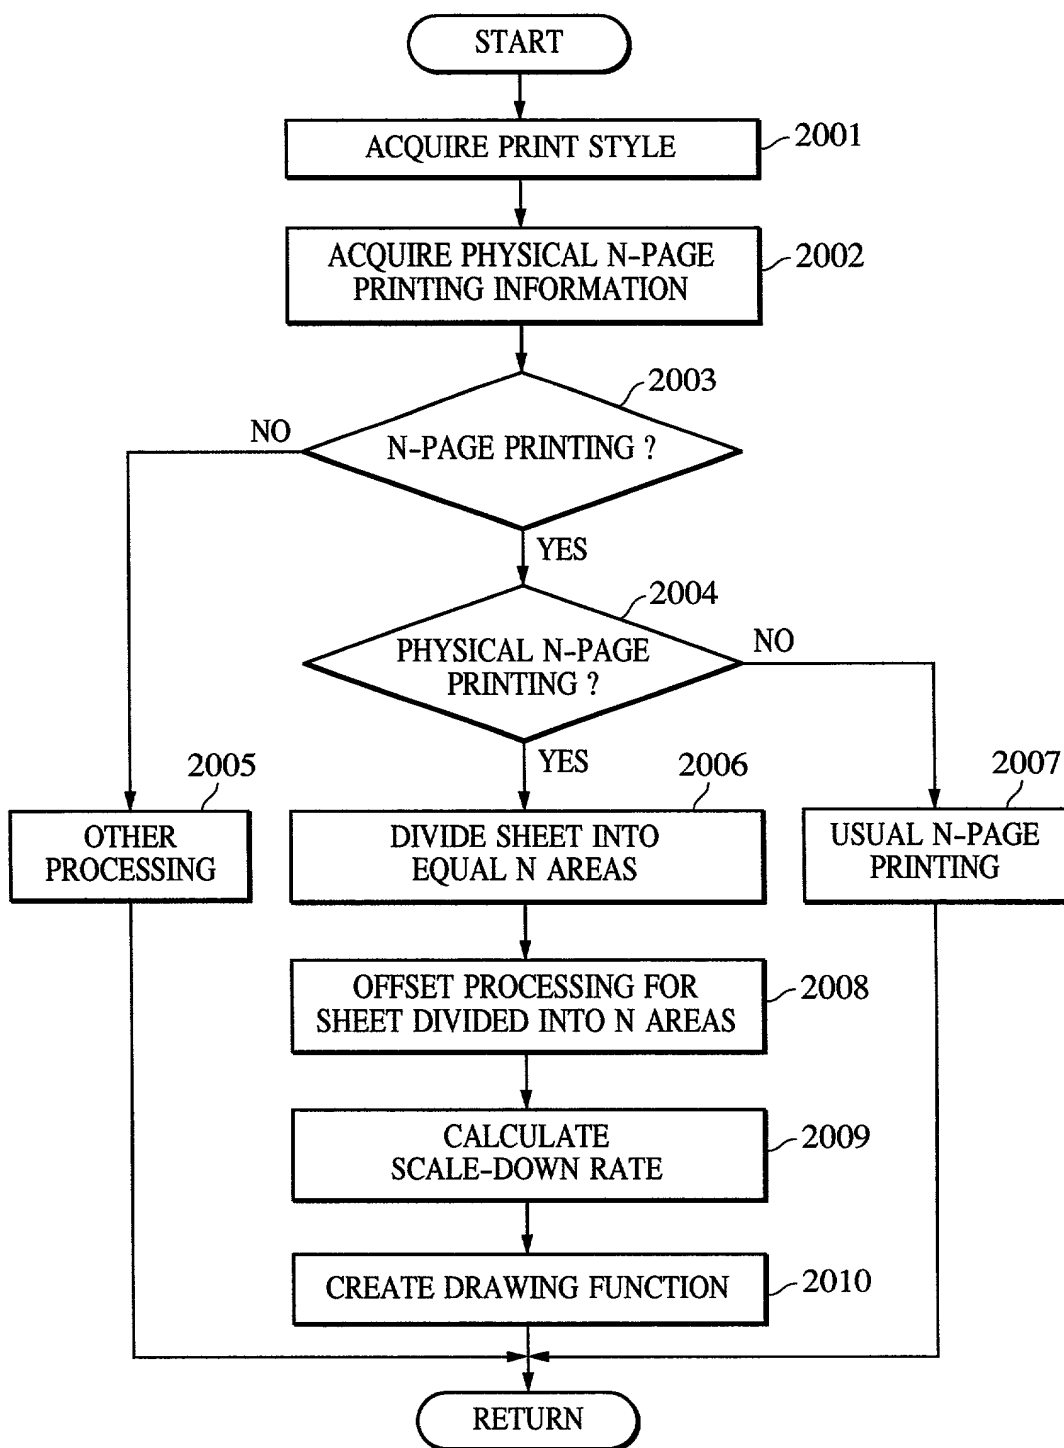 START
ACQUIRE PRINT STYLE
2001
ACQUIRE PHYSICAL N-PAGE
PRINTING INFORMATION
2002
2003
N-PAGE PRINTING ?
NO
YES
2004
PHYSICAL N-PAGE
PRINTING ?
NO
YES
2005
OTHER
PROCESSING
2006
DIVIDE SHEET INTO
EQUAL N AREAS
2007
USUAL N-PAGE
PRINTING
OFFSET PROCESSING FOR
SHEET DIVIDED INTO N AREAS
2008
CALCULATE
SCALE-DOWN RATE
2009
CREATE DRAWING FUNCTION
2010
RETURN